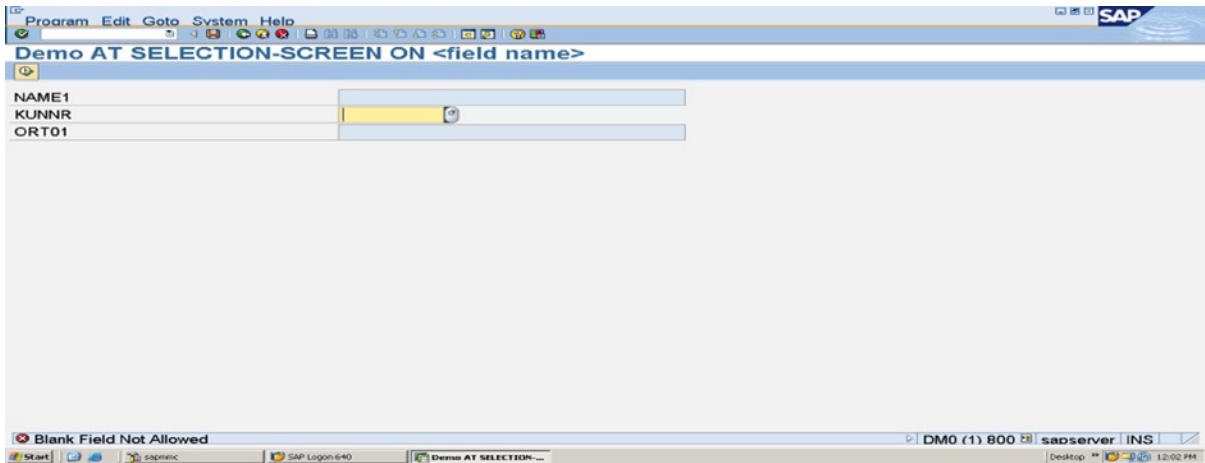 Program Edit Goto System Help
SAP
Demo AT SELECTION-SCREEN ON <field name>
NAME1
KUNNR
ORT01
Blank Field Not Allowed
DM0 (1) 800 sapserver INS
Start sapmmc SAP Logon 640 Demo AT SELECTION-... Desktop 12:02 PM